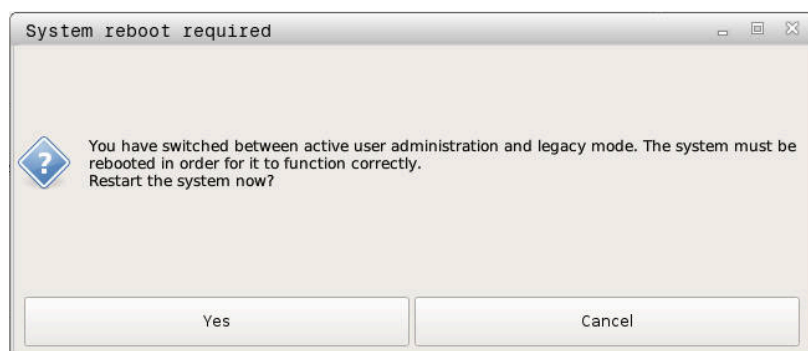 System reboot required
You have switched between active user administration and legacy mode. The system must be
rebooted in order for it to function correctly.
Restart the system now?
Yes
Cancel